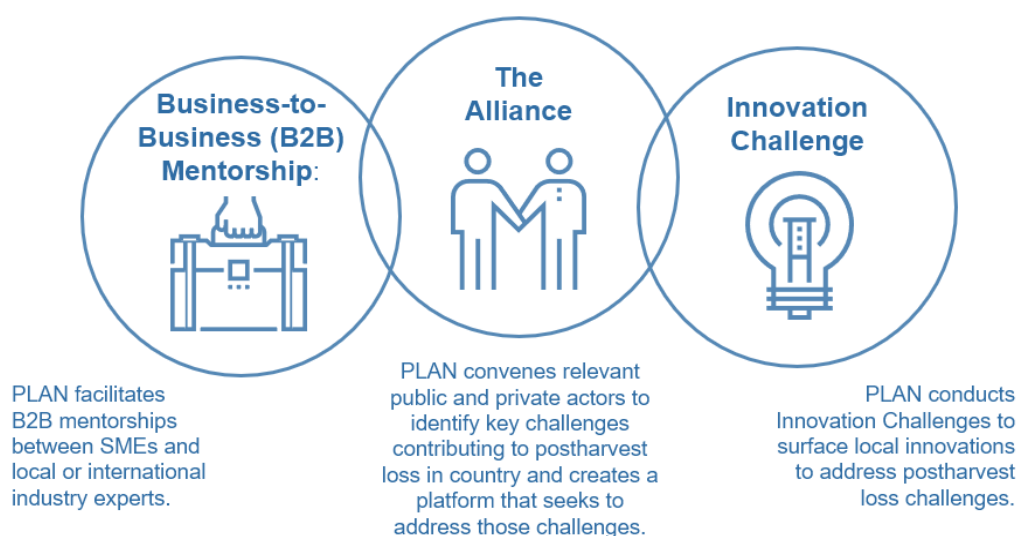 Business-to-
Business (B2B)
Mentorship:
The
Alliance
Innovation
Challenge
PLAN facilitates
B2B mentorships
between SMEs and
local or international
industry experts.
PLAN convenes relevant
public and private actors to
identify key challenges
contributing to postharvest
loss in country and creates a
platform that seeks to
address those challenges.
PLAN conducts
Innovation Challenges to
surface local innovations
to address postharvest
loss challenges.